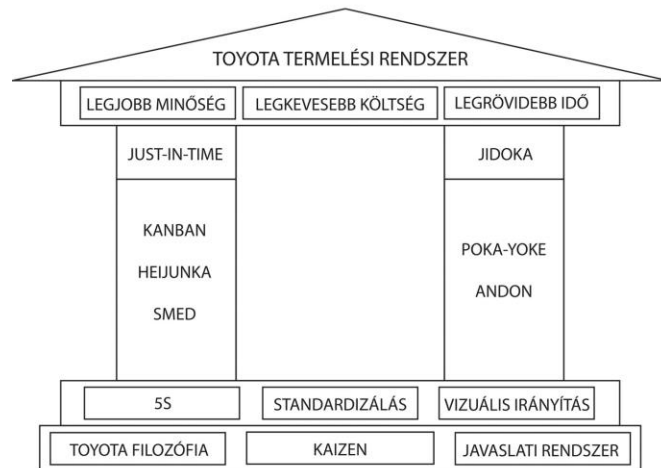 TOYOTA TERMELÉSI RENDSZER
LEGJOBB MINŐSÉG
LEGKEVESEBB KÖLTSÉG
LEGRÖVIDEBB IDŐ
JUST-IN-TIME
JIDOKA
KANBAN
HEIJUNKA
SMED
POKA-YOKE
ANDON
5S
STANDARDIZÁLÁS
VIZUÁLIS IRÁNYÍTÁS
TOYOTA FILOZÓFIA
KAIZEN
JAVASLATI RENDSZER